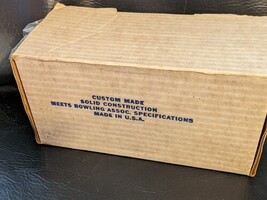 CUSTOM MADE
SOLID CONSTRUCTION
MEETS BOWLING ASSOC. SPECIFICATIONS
MADE IN U.S.A.